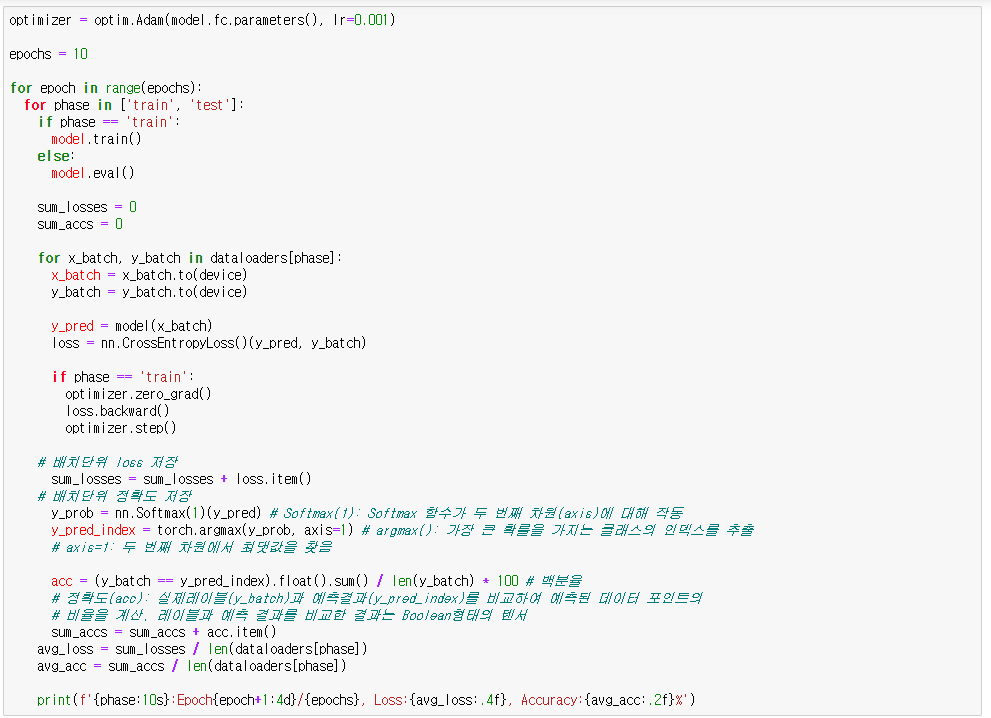 optimizer = optim.Adam(model.fc.parameters(), lr=0.001)
epochs = 10
for epoch in range(epochs):
  for phase in ['train', 'test']:
    if phase == 'train':
      model.train()
    else:
      model.eval()
    sum_losses = 0
    sum_accs = 0
    for x_batch, y_batch in dataloaders[phase]:
      x_batch = x_batch.to(device)
      y_batch = y_batch.to(device)
      y_pred = model(x_batch)
      loss = nn.CrossEntropyLoss()(y_pred, y_batch)
      if phase == 'train':
        optimizer.zero_grad()
        loss.backward()
        optimizer.step()
    # 배치단위 loss 저장
      sum_losses = sum_losses + loss.item()
    # 배치단위 정확도 저장
      y_prob = nn.Softmax(1)(y_pred) # Softmax(1): Softmax 함수가 두 번째 차원(axis)에 대해 작동
      y_pred_index = torch.argmax(y_prob, axis=1) # argmax(): 가장 큰 확률을 가지는 클래스의 인덱스를 추출
      # axis=1: 두 번째 차원에서 최댓값을 찾음
      acc = (y_batch == y_pred_index).float().sum() / len(y_batch) * 100 # 백분율
      # 정확도(acc): 실제레이블(y_batch)과 예측결과(y_pred_index)를 비교하여 예측된 데이터 포인트의
      # 비율을 계산, 레이블과 예측 결과를 비교한 결과는 Boolean형태의 텐서
      sum_accs = sum_accs + acc.item()
    avg_loss = sum_losses / len(dataloaders[phase])
    avg_acc = sum_accs / len(dataloaders[phase])
    print(f'{phase:10s}:Epoch{epoch+1:4d}/{epochs}, Loss:{avg_loss:.4f}, Accuracy:{avg_acc:.2f}%')